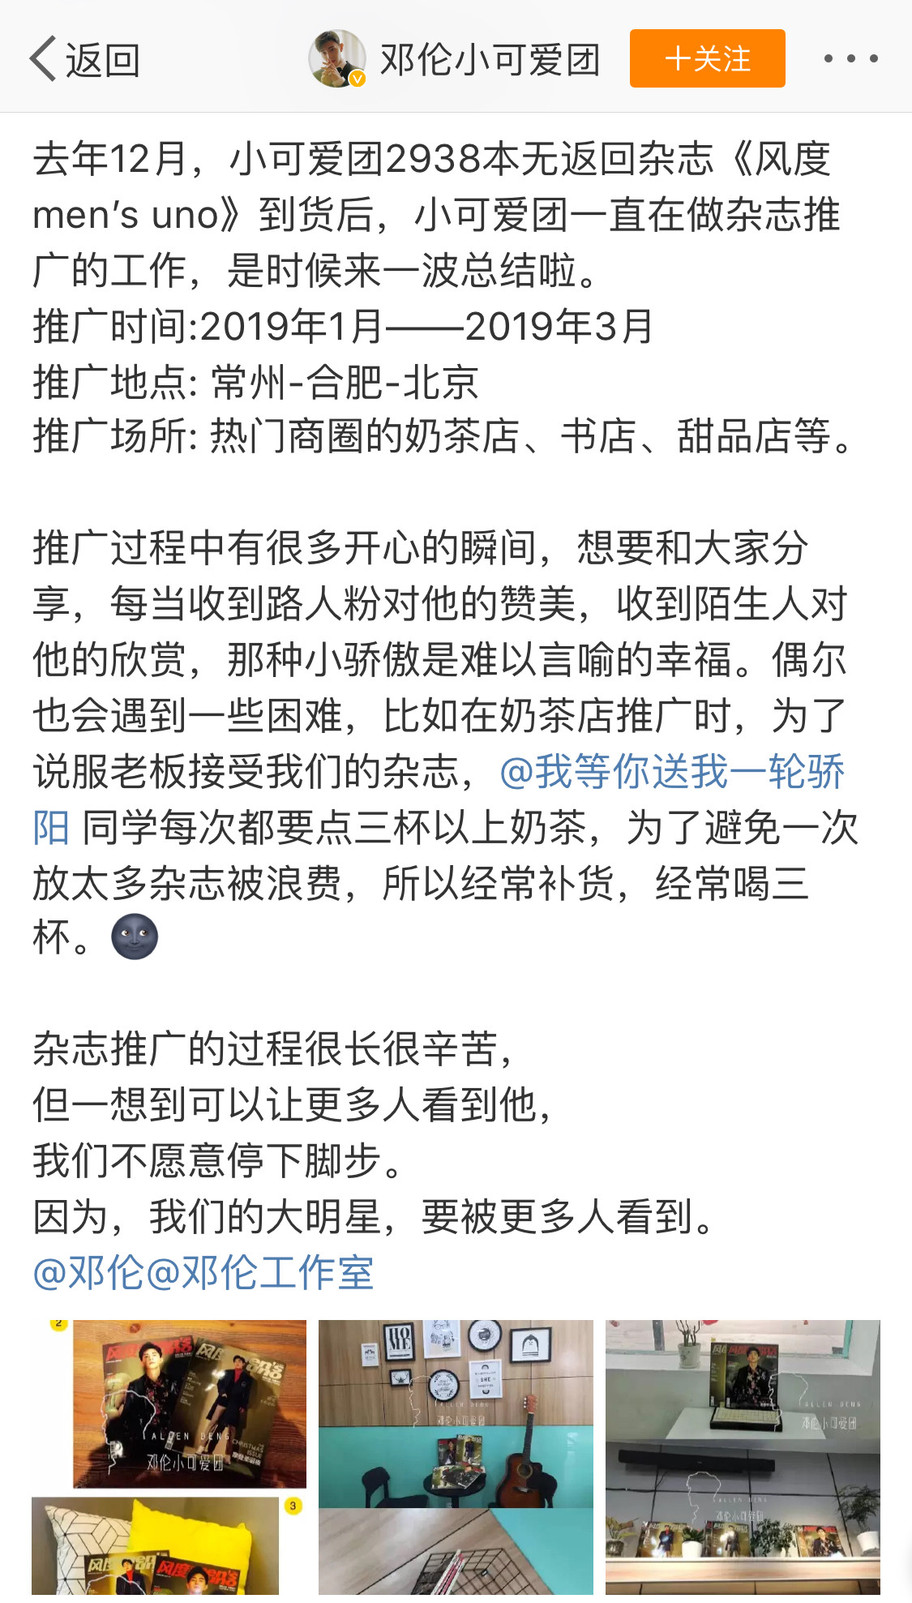 返回
邓伦小可爱团
+关注
去年12月，小可爱团2938本无返回杂志《风度
men’s uno》到货后，小可爱团一直在做杂志推
广的工作，是时候来一波总结啦。
推广时间:2019年1月——2019年3月
推广地点: 常州-合肥-北京
推广场所: 热门商圈的奶茶店、书店、甜品店等。
推广过程中有很多开心的瞬间，想要和大家分
享，每当收到路人粉对他的赞美，收到陌生人对
他的欣赏，那种小骄傲是难以言喻的幸福。偶尔
也会遇到一些困难，比如在奶茶店推广时，为了
说服老板接受我们的杂志，@我等你送我一轮骄
阳 同学每次都要点三杯以上奶茶，为了避免一次
放太多杂志被浪费，所以经常补货，经常喝三
杯。
杂志推广的过程很长很辛苦，
但一想到可以让更多人看到他，
我们不愿意停下脚步。
因为，我们的大明星，要被更多人看到。
@邓伦@邓伦工作室
2
风度
ALLEN DENG
邓伦小可爱团
3
风度
HOME
邓伦小可爱团
ALLEN DENG
邓伦小可爱团